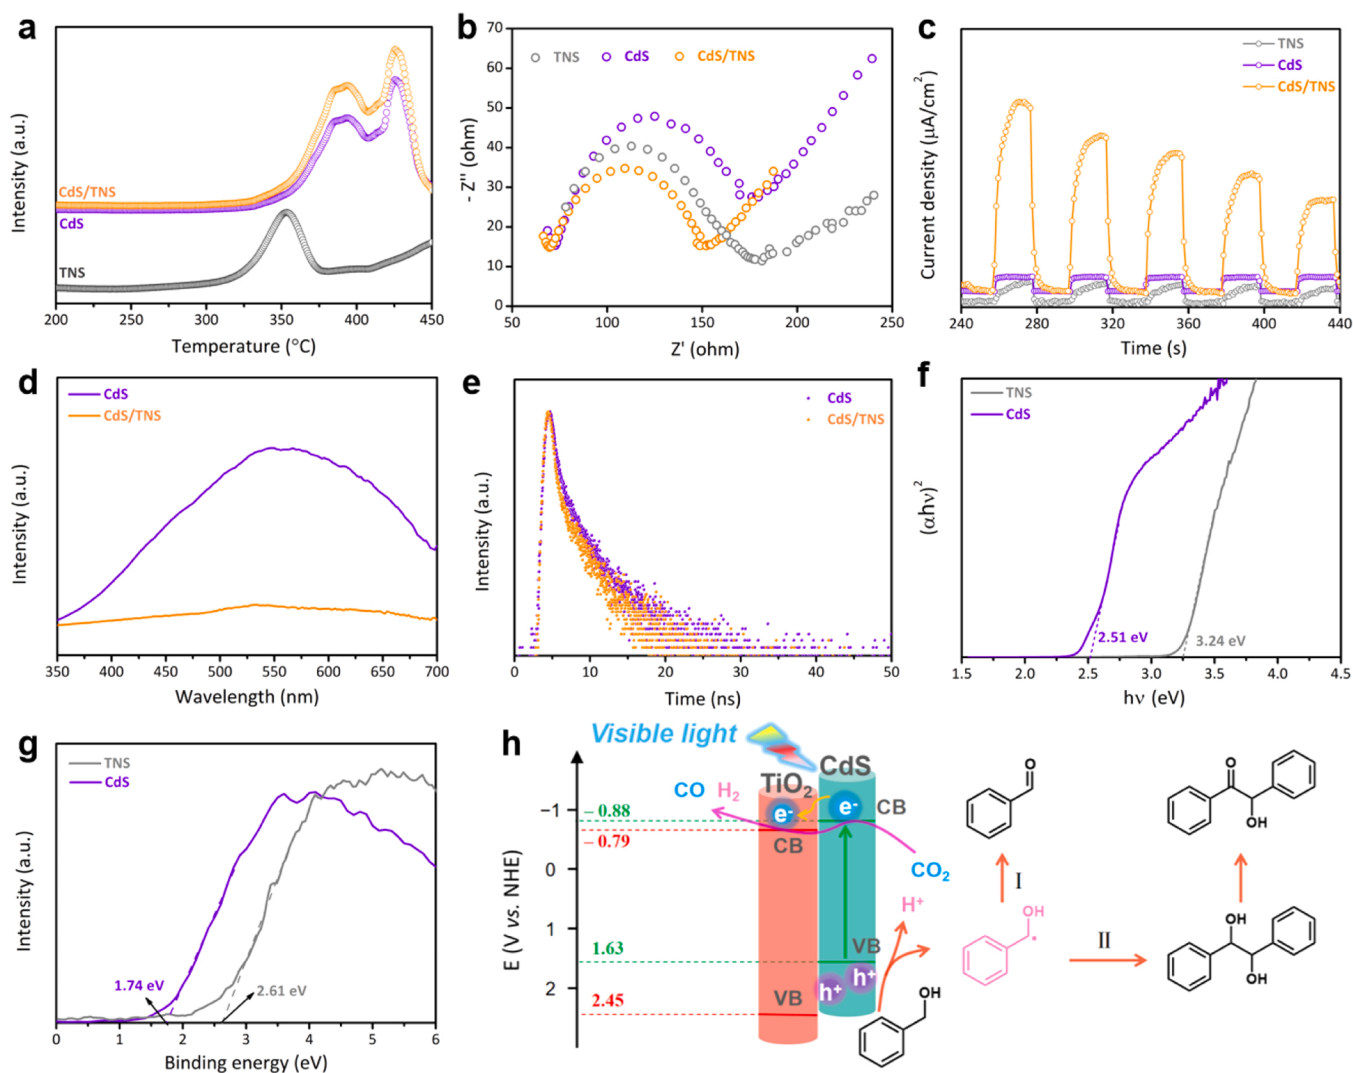 a
Intensity (a.u.)
CdS/TNS
CdS
TNS
200 250 300 350 400 450
Temperature (°C)
b
- Z'' (ohm)
70
60
50
40
30
20
10
0
TNS CdS CdS/TNS
50 100 150 200 250
Z' (ohm)
c
Current density (μA/cm²)
TNS
CdS
CdS/TNS
240 280 320 360 400 440
Time (s)
d
Intensity (a.u.)
CdS
CdS/TNS
350 400 450 500 550 600 650 700
Wavelength (nm)
e
Intensity (a.u.)
CdS
CdS/TNS
0 10 20 30 40 50
Time (ns)
f
(αhν)²
TNS
CdS
2.51 eV
3.24 eV
1.5 2.0 2.5 3.0 3.5 4.0 4.5
hν (eV)
g
Intensity (a.u.)
TNS
CdS
1.74 eV
2.61 eV
0 1 2 3 4 5 6
Binding energy (eV)
h
Visible light
E (V vs. NHE)
−1
0
1
2
− 0.88
− 0.79
1.63
2.45
CO H₂
TiO₂
CdS
e⁻
e⁻
CB
CB
CO₂
H⁺
VB
h⁺
h⁺
VB
OH
O
I
OH
II
O
OH
OH
OH